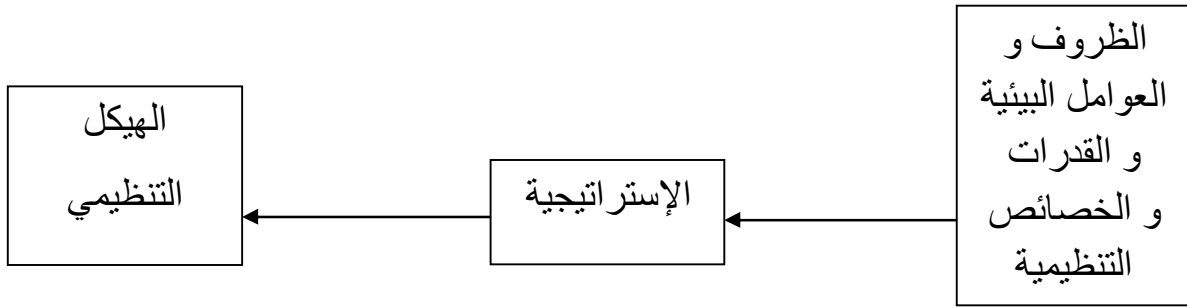 الظروف و
العوامل البيئية
و القدرات
و الخصائص
التنظيمية
الإستراتيجية
الهيكل
التنظيمي